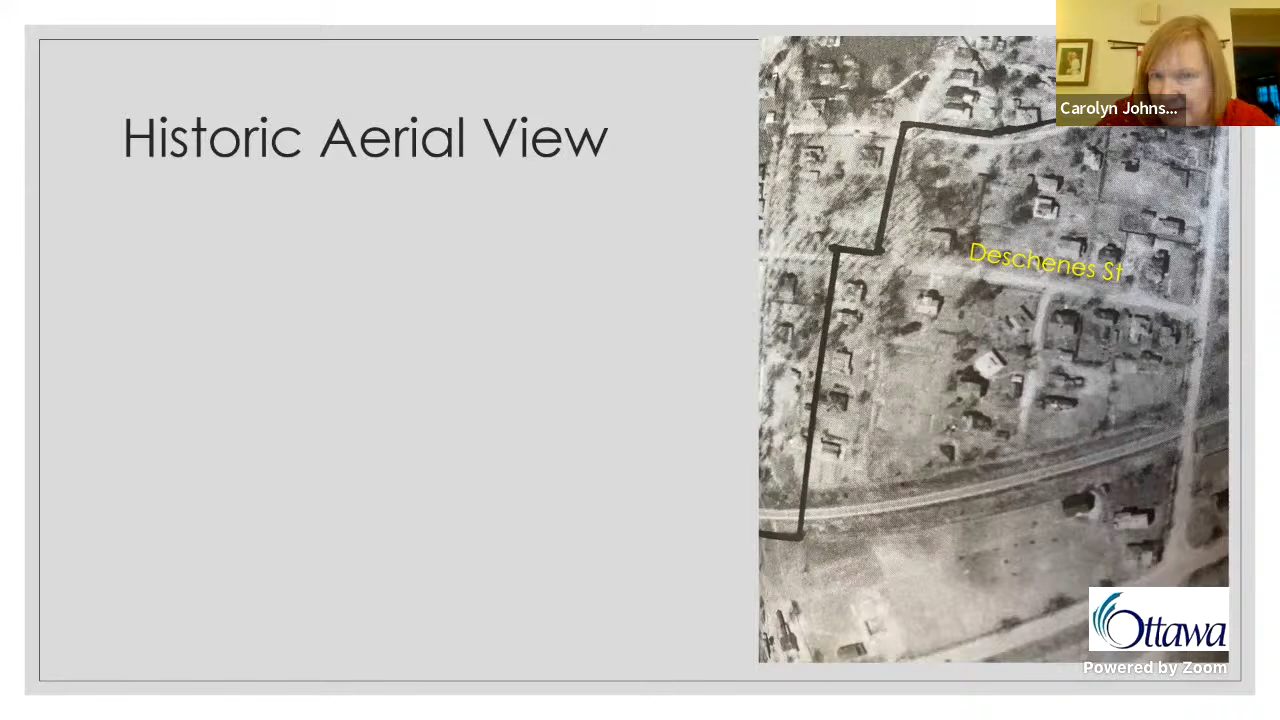 Historic Aerial View
Carolyn Johns...
Deschenes St
Ottawa
Powered by Zoom